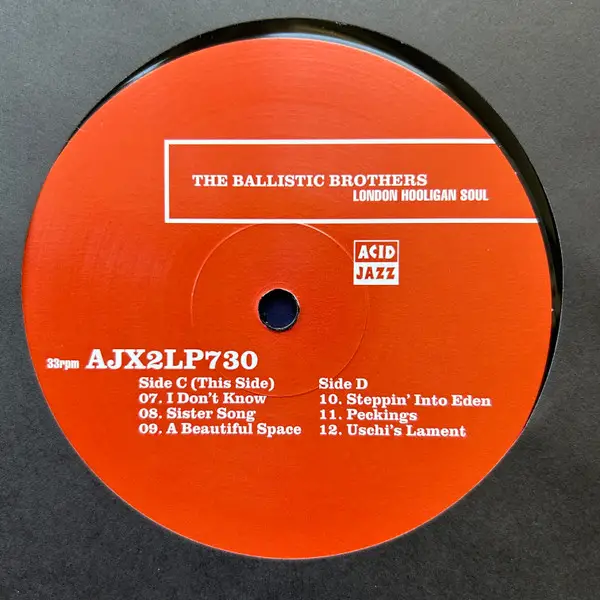 THE BALLISTIC BROTHERS
LONDON HOOLIGAN SOUL
ACID
JAZZ
33rpm AJX2LP730
Side C (This Side)
07. I Don't Know
08. Sister Song
09. A Beautiful Space
Side D
10. Steppin' Into Eden
11. Peckings
12. Uschi's Lament